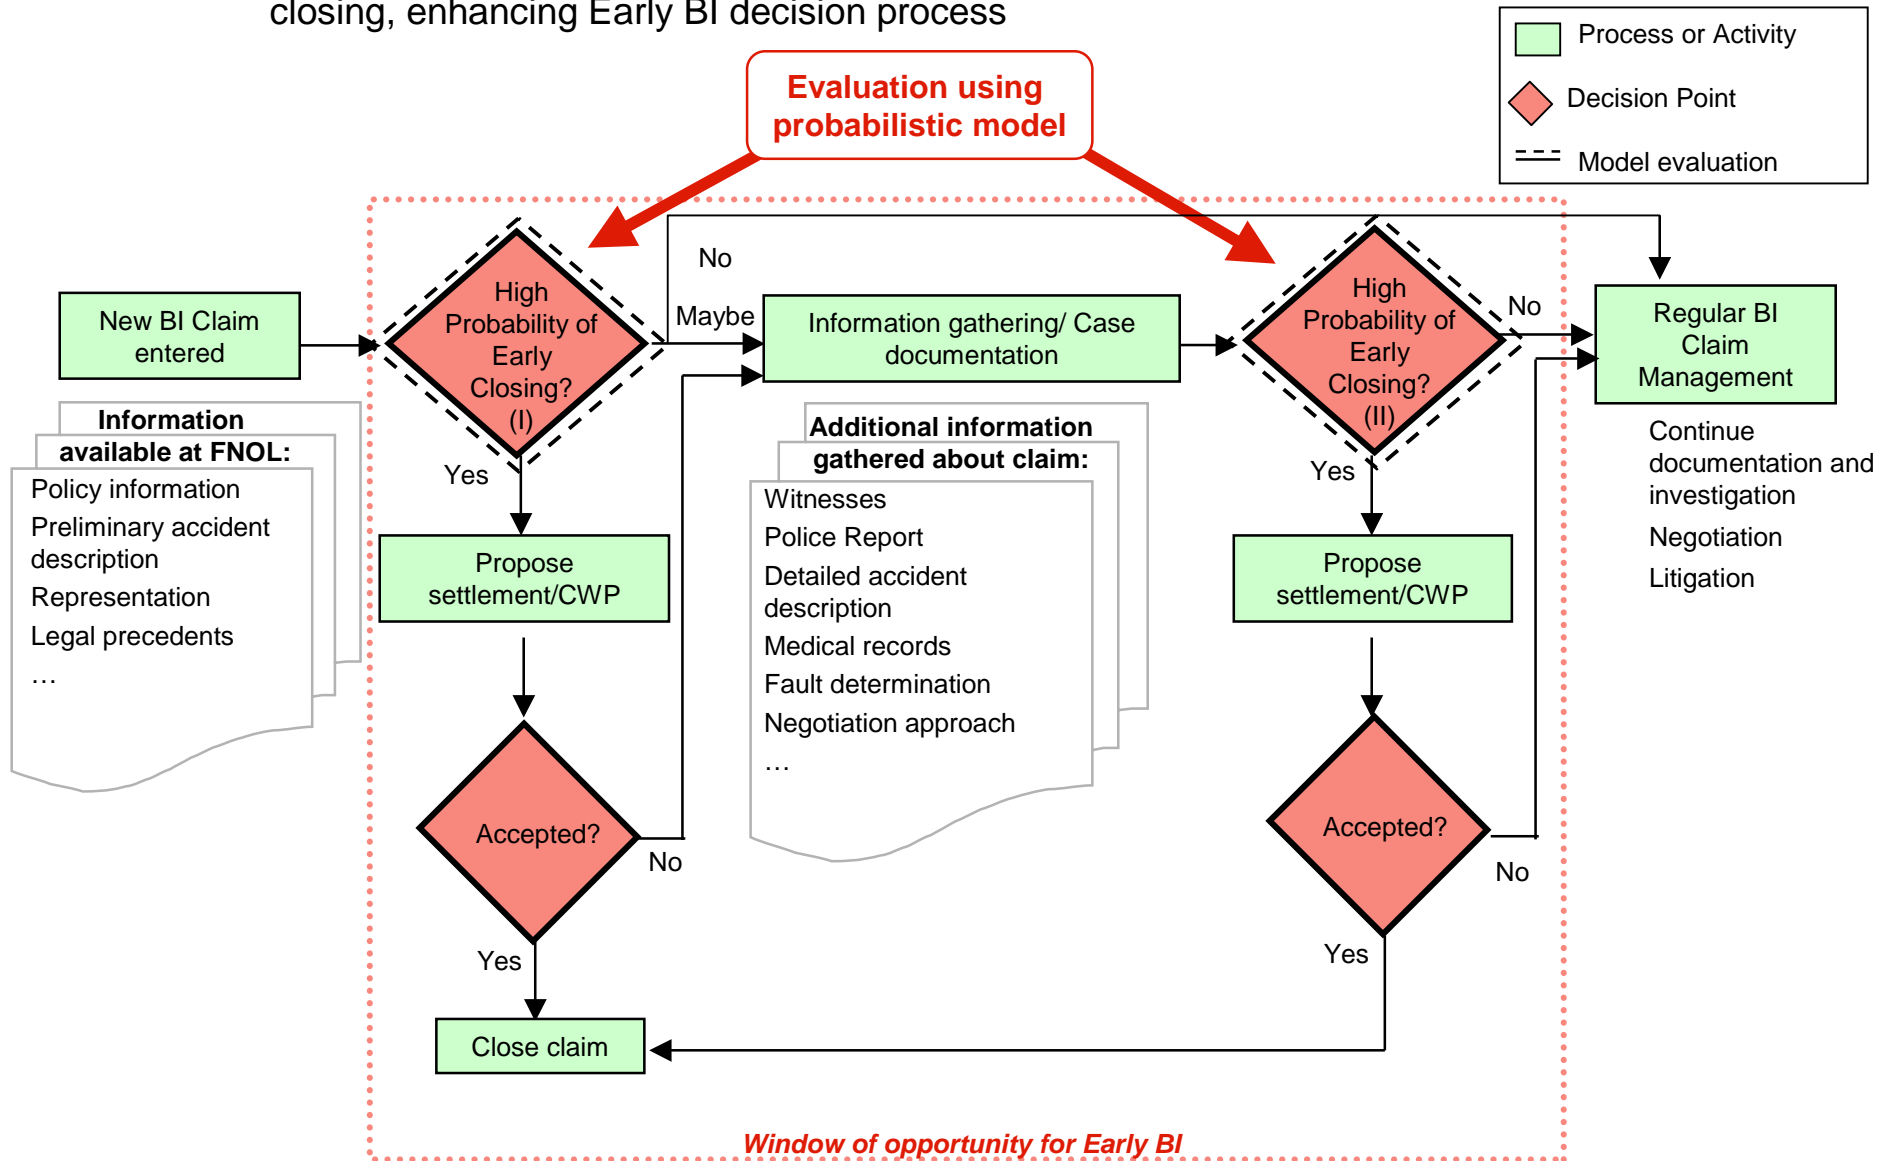 closing, enhancing Early BI decision process
Process or Activity
Decision Point
Model evaluation
Evaluation using
probabilistic model
New BI Claim
entered
High
Probability of
Early
Closing?
(I)
No
Maybe
Yes
Information gathering/ Case
documentation
High
Probability of
Early
Closing?
(II)
No
Yes
Regular BI
Claim
Management
Continue
documentation and
investigation
Negotiation
Litigation
Information
available at FNOL:
Policy information
Preliminary accident
description
Representation
Legal precedents
…
Propose
settlement/CWP
Accepted?
No
Yes
Close claim
Additional information
gathered about claim:
Witnesses
Police Report
Detailed accident
description
Medical records
Fault determination
Negotiation approach
…
Propose
settlement/CWP
Accepted?
No
Yes
Window of opportunity for Early BI